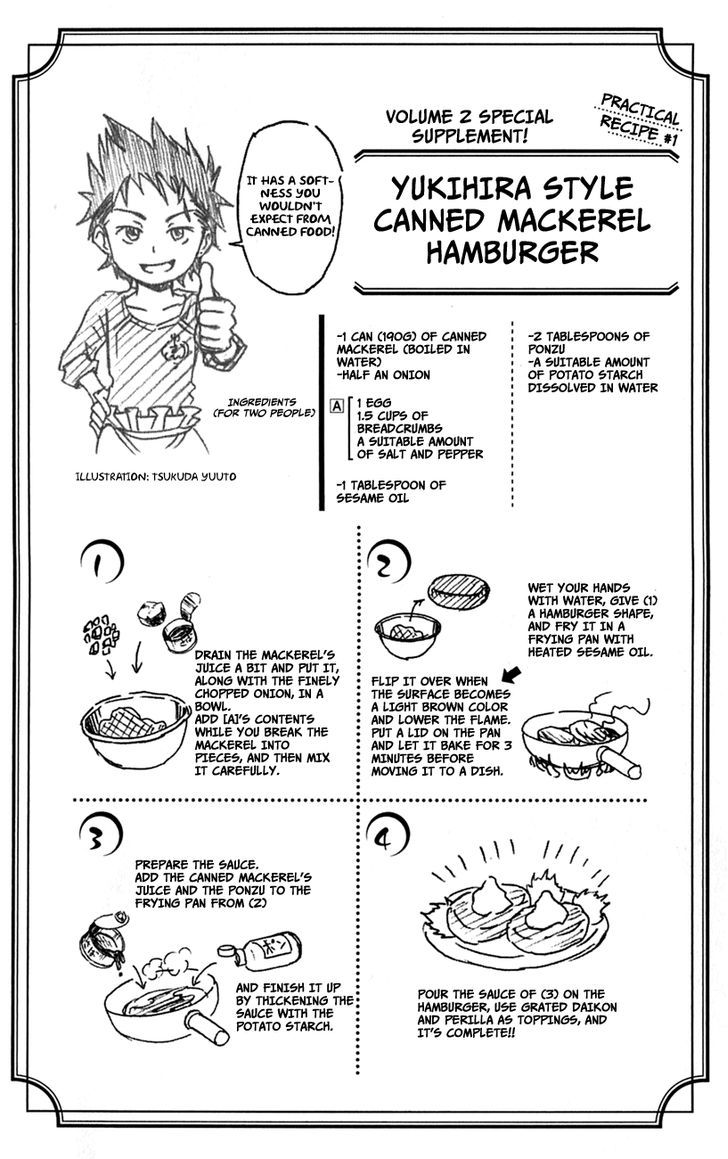 PRACTICAL
RECIPE #1
VOLUME 2 SPECIAL
SUPPLEMENT!
YUKIHIRA STYLE
CANNED MACKEREL
HAMBURGER
IT HAS A SOFT-
NESS YOU
WOULDN'T
EXPECT FROM
CANNED FOOD!
ILLUSTRATION: TSUKUDA YUUTO
INGREDIENTS
(FOR TWO PEOPLE)
-1 CAN (190G) OF CANNED
MACKEREL (BOILED IN
WATER)
-HALF AN ONION
A
1 EGG
1.5 CUPS OF
BREADCRUMBS
A SUITABLE AMOUNT
OF SALT AND PEPPER
-1 TABLESPOON OF
SESAME OIL
-2 TABLESPOONS OF
PONZU
-A SUITABLE AMOUNT
OF POTATO STARCH
DISSOLVED IN WATER
1
DRAIN THE MACKEREL'S
JUICE A BIT AND PUT IT,
ALONG WITH THE FINELY
CHOPPED ONION, IN A
BOWL.
ADD [A]'S CONTENTS
WHILE YOU BREAK THE
MACKEREL INTO
PIECES, AND THEN MIX
IT CAREFULLY.
2
WET YOUR HANDS
WITH WATER, GIVE (1)
A HAMBURGER SHAPE,
AND FRY IT IN A
FRYING PAN WITH
HEATED SESAME OIL.
FLIP IT OVER WHEN
THE SURFACE BECOMES
A LIGHT BROWN COLOR
AND LOWER THE FLAME.
PUT A LID ON THE PAN
AND LET IT BAKE FOR 3
MINUTES BEFORE
MOVING IT TO A DISH.
3
PREPARE THE SAUCE.
ADD THE CANNED MACKEREL'S
JUICE AND THE PONZU TO THE
FRYING PAN FROM (2)
AND FINISH IT UP
BY THICKENING THE
SAUCE WITH THE
POTATO STARCH.
4
POUR THE SAUCE OF (3) ON THE
HAMBURGER, USE GRATED DAIKON
AND PERILLA AS TOPPINGS, AND
IT'S COMPLETE!!